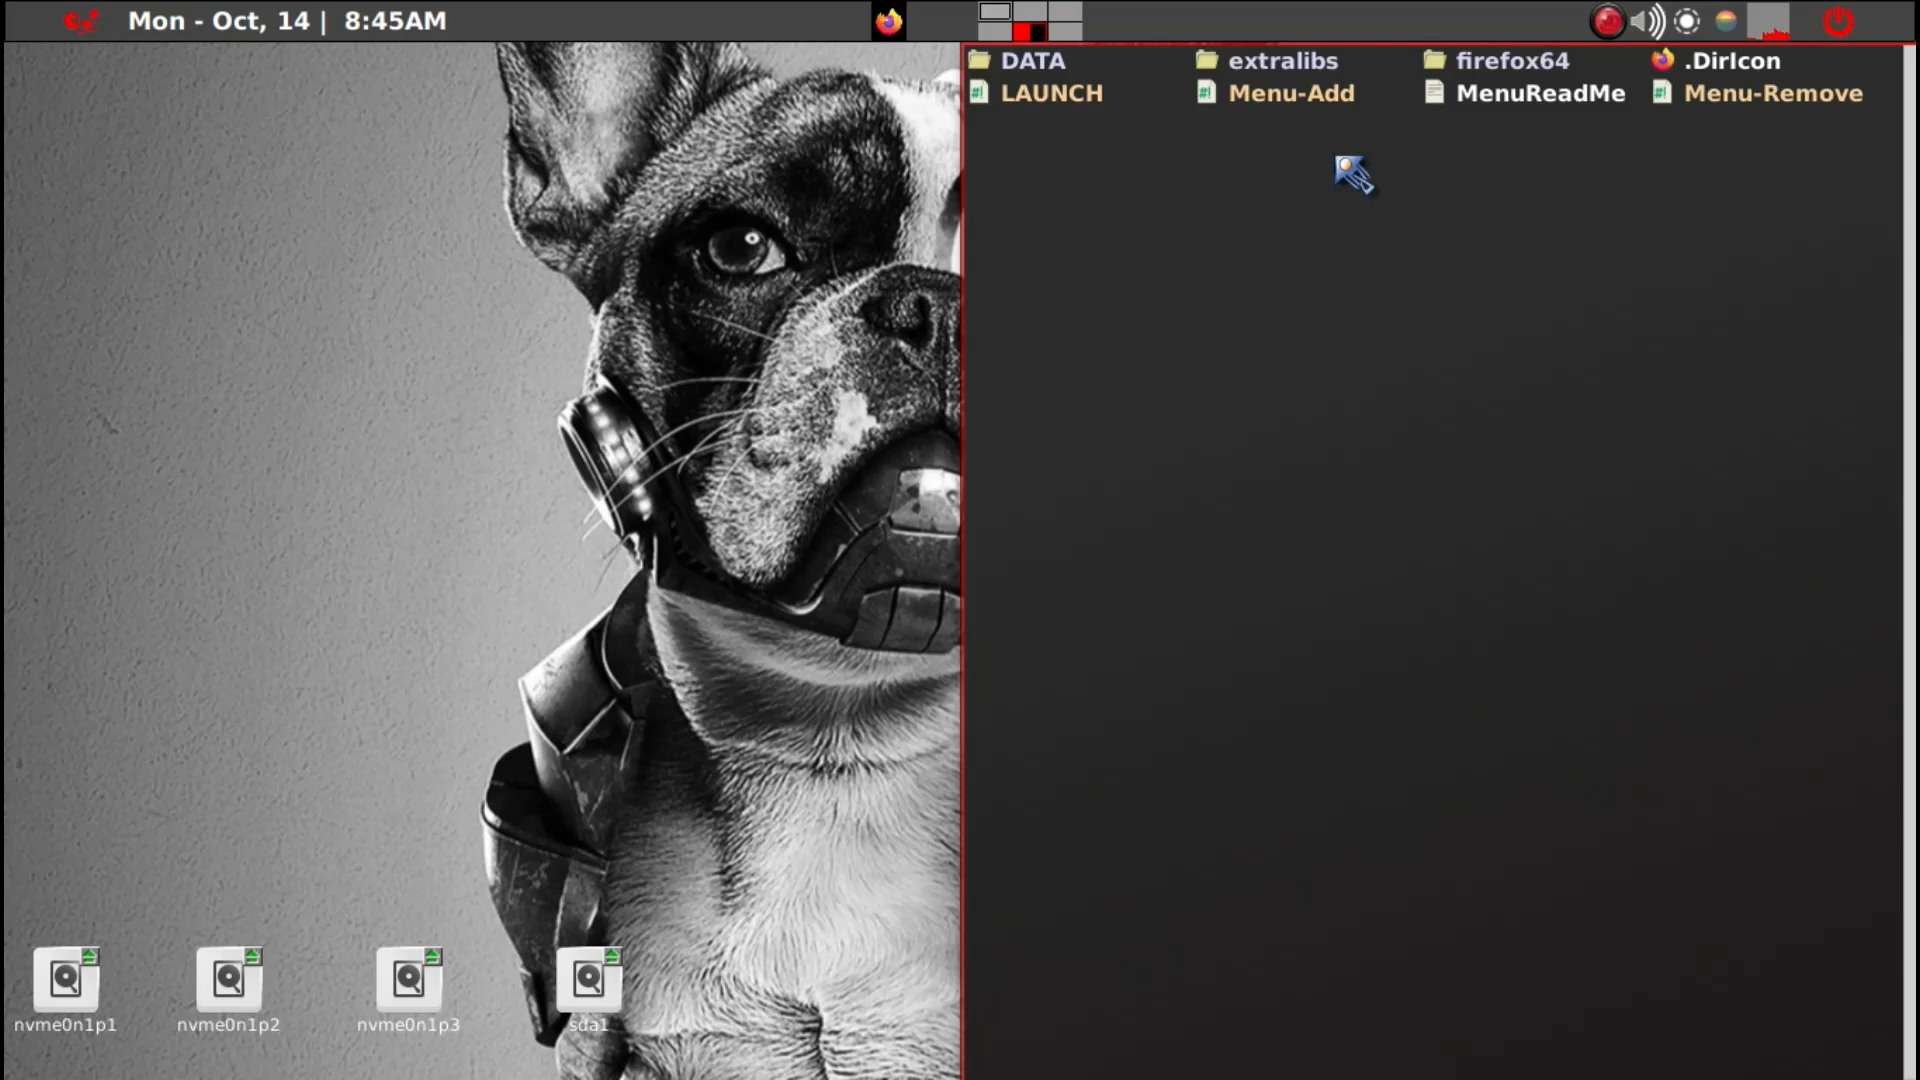 Mon - Oct, 14 | 8:45AM
DATA extralibs firefox64 .DirIcon
LAUNCH Menu-Add MenuReadMe Menu-Remove
nvme0n1p1 nvme0n1p2 nvme0n1p3 sda1